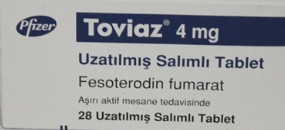 Pfizer
Toviaz® 4 mg
Uzatılmış Salımlı Tablet
Fesoterodin fumarat
Aşırı aktif mesane tedavisinde
28 Uzatılmış Salımlı Tablet